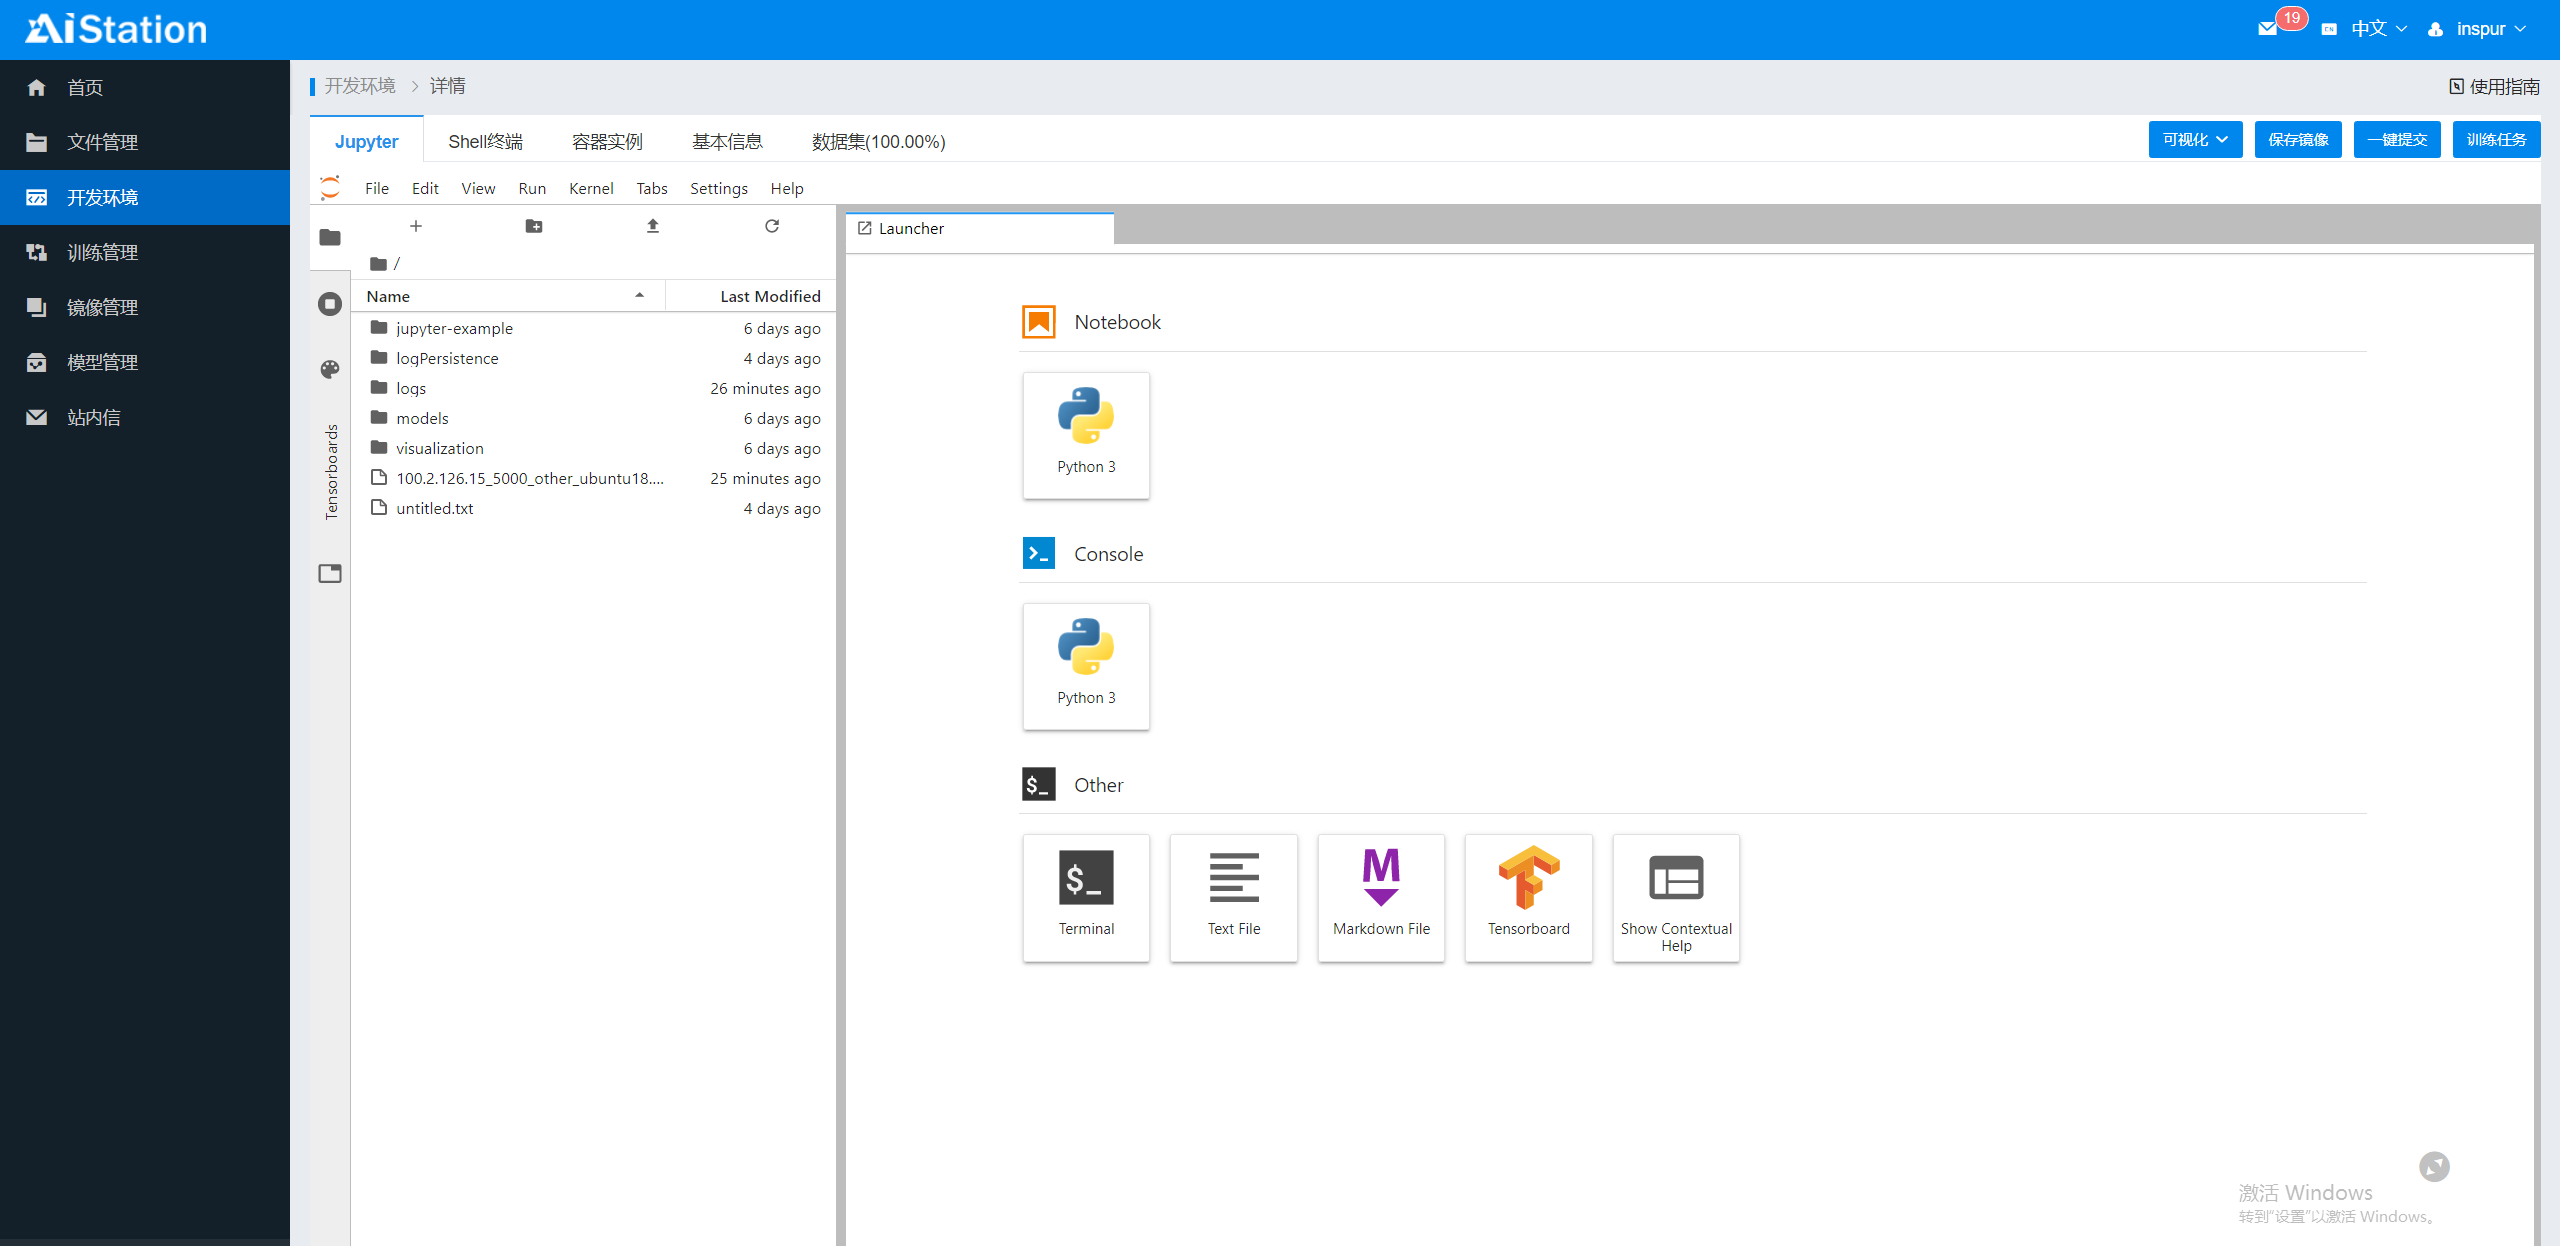 AiStation
19
CN 中文
inspur
首页
文件管理
开发环境
训练管理
镜像管理
模型管理
站内信
开发环境 > 详情
使用指南
Jupyter Shell终端 容器实例 基本信息 数据集(100.00%)
可视化 保存镜像 一键提交 训练任务
File Edit View Run Kernel Tabs Settings Help
/
Name Last Modified
jupyter-example 6 days ago
logPersistence 4 days ago
logs 26 minutes ago
models 6 days ago
visualization 6 days ago
100.2.126.15_5000_other_ubuntu18.... 25 minutes ago
untitled.txt 4 days ago
Tensorboards
Launcher
Notebook
Python 3
Console
Python 3
$_ Other
$_
Terminal
Text File
M
Markdown File
Tensorboard
Show Contextual
Help
激活 Windows
转到"设置"以激活 Windows。